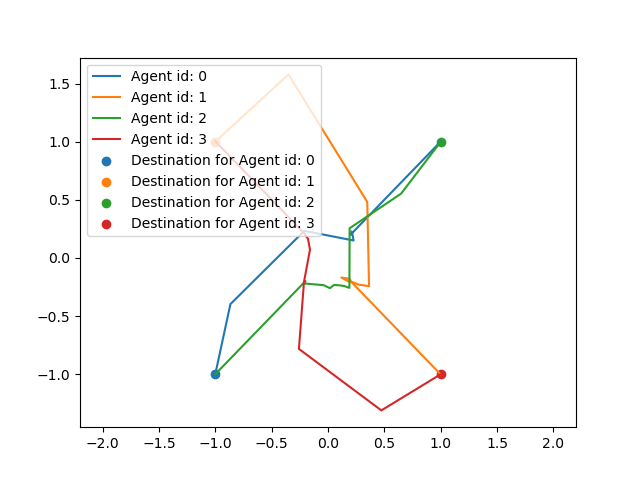 Agent id: 0
Agent id: 1
Agent id: 2
Agent id: 3
Destination for Agent id: 0
Destination for Agent id: 1
Destination for Agent id: 2
Destination for Agent id: 3
1.5
1.0
0.5
0.0
−0.5
−1.0
−2.0 −1.5 −1.0 −0.5 0.0 0.5 1.0 1.5 2.0